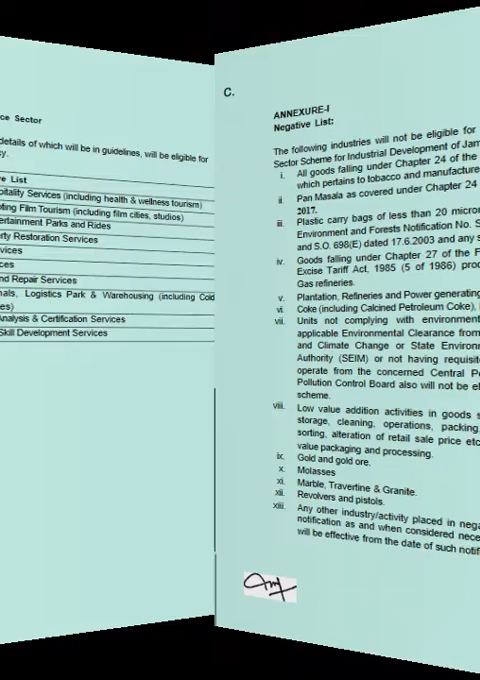 ce Sector
details of which will be in guidelines, will be eligible for
cy.
e List
pitality Services (including health & wellness tourism)
ting Film Tourism (including film cities, studios)
ertainment Parks and Rides
rty Restoration Services
vices
ces
nd Repair Services
nals, Logistics Park & Warehousing (including Cold
es)
Analysis & Certification Services
Skill Development Services
C.
ANNEXURE-I
Negative List:
The following industries will not be eligible for
Sector Scheme for Industrial Development of Jam
i. All goods falling under Chapter 24 of the
which pertains to tobacco and manufacture
ii. Pan Masala as covered under Chapter 24
2017.
iii. Plastic carry bags of less than 20 micron
Environment and Forests Notification No. S
and S.O. 698(E) dated 17.6.2003 and any s
iv. Goods falling under Chapter 27 of the F
Excise Tariff Act, 1985 (5 of 1986) prod
Gas refineries.
v. Plantation, Refineries and Power generating
vi. Coke (including Calcined Petroleum Coke),
vii. Units not complying with environment
applicable Environmental Clearance from
and Climate Change or State Environm
Authority (SEIM) or not having requisite
operate from the concerned Central Po
Pollution Control Board also will not be el
scheme.
viii. Low value addition activities in goods s
storage, cleaning, operations, packing,
sorting, alteration of retail sale price etc
value packaging and processing.
ix. Gold and gold ore.
x. Molasses
xi. Marble, Travertine & Granite.
xii. Revolvers and pistols.
xiii. Any other industry/activity placed in nega
notification as and when considered nece
will be effective from the date of such notifi